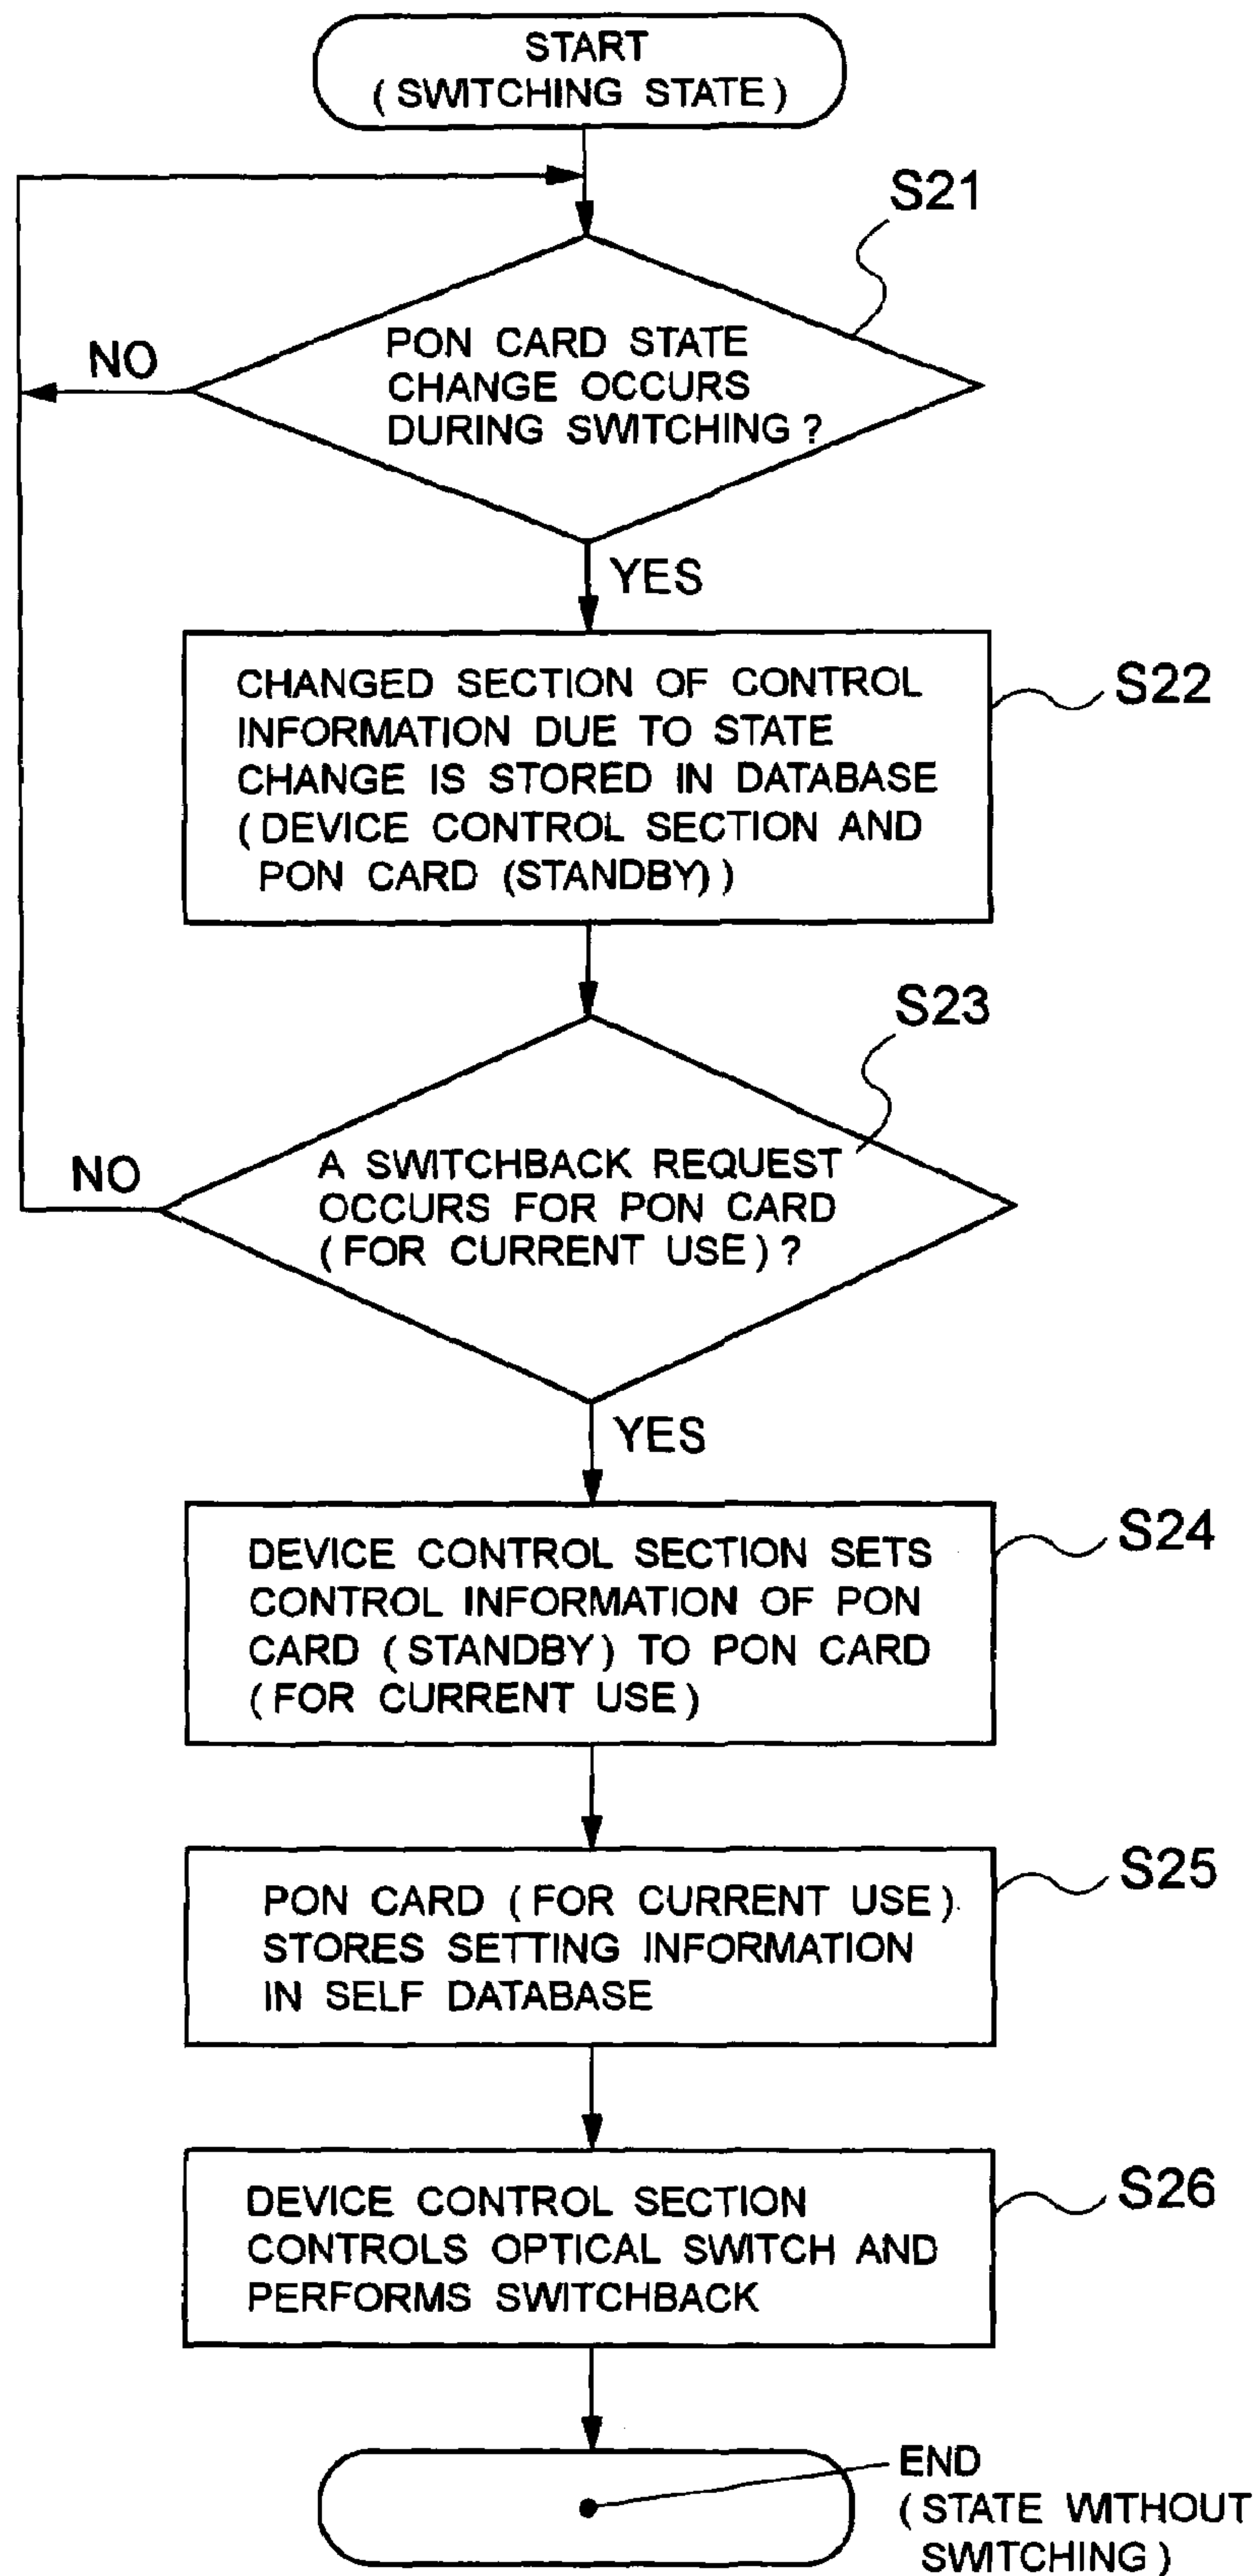 START
(SWITCHING STATE)
S21
PON CARD STATE
CHANGE OCCURS
DURING SWITCHING?
NO
YES
CHANGED SECTION OF CONTROL
INFORMATION DUE TO STATE
CHANGE IS STORED IN DATABASE
(DEVICE CONTROL SECTION AND
PON CARD (STANDBY))
S22
S23
A SWITCHBACK REQUEST
OCCURS FOR PON CARD
(FOR CURRENT USE)?
NO
YES
DEVICE CONTROL SECTION SETS
CONTROL INFORMATION OF PON
CARD (STANDBY) TO PON CARD
(FOR CURRENT USE)
S24
PON CARD (FOR CURRENT USE)
STORES SETTING INFORMATION
IN SELF DATABASE
S25
DEVICE CONTROL SECTION
CONTROLS OPTICAL SWITCH AND
PERFORMS SWITCHBACK
S26
END
(STATE WITHOUT
SWITCHING)